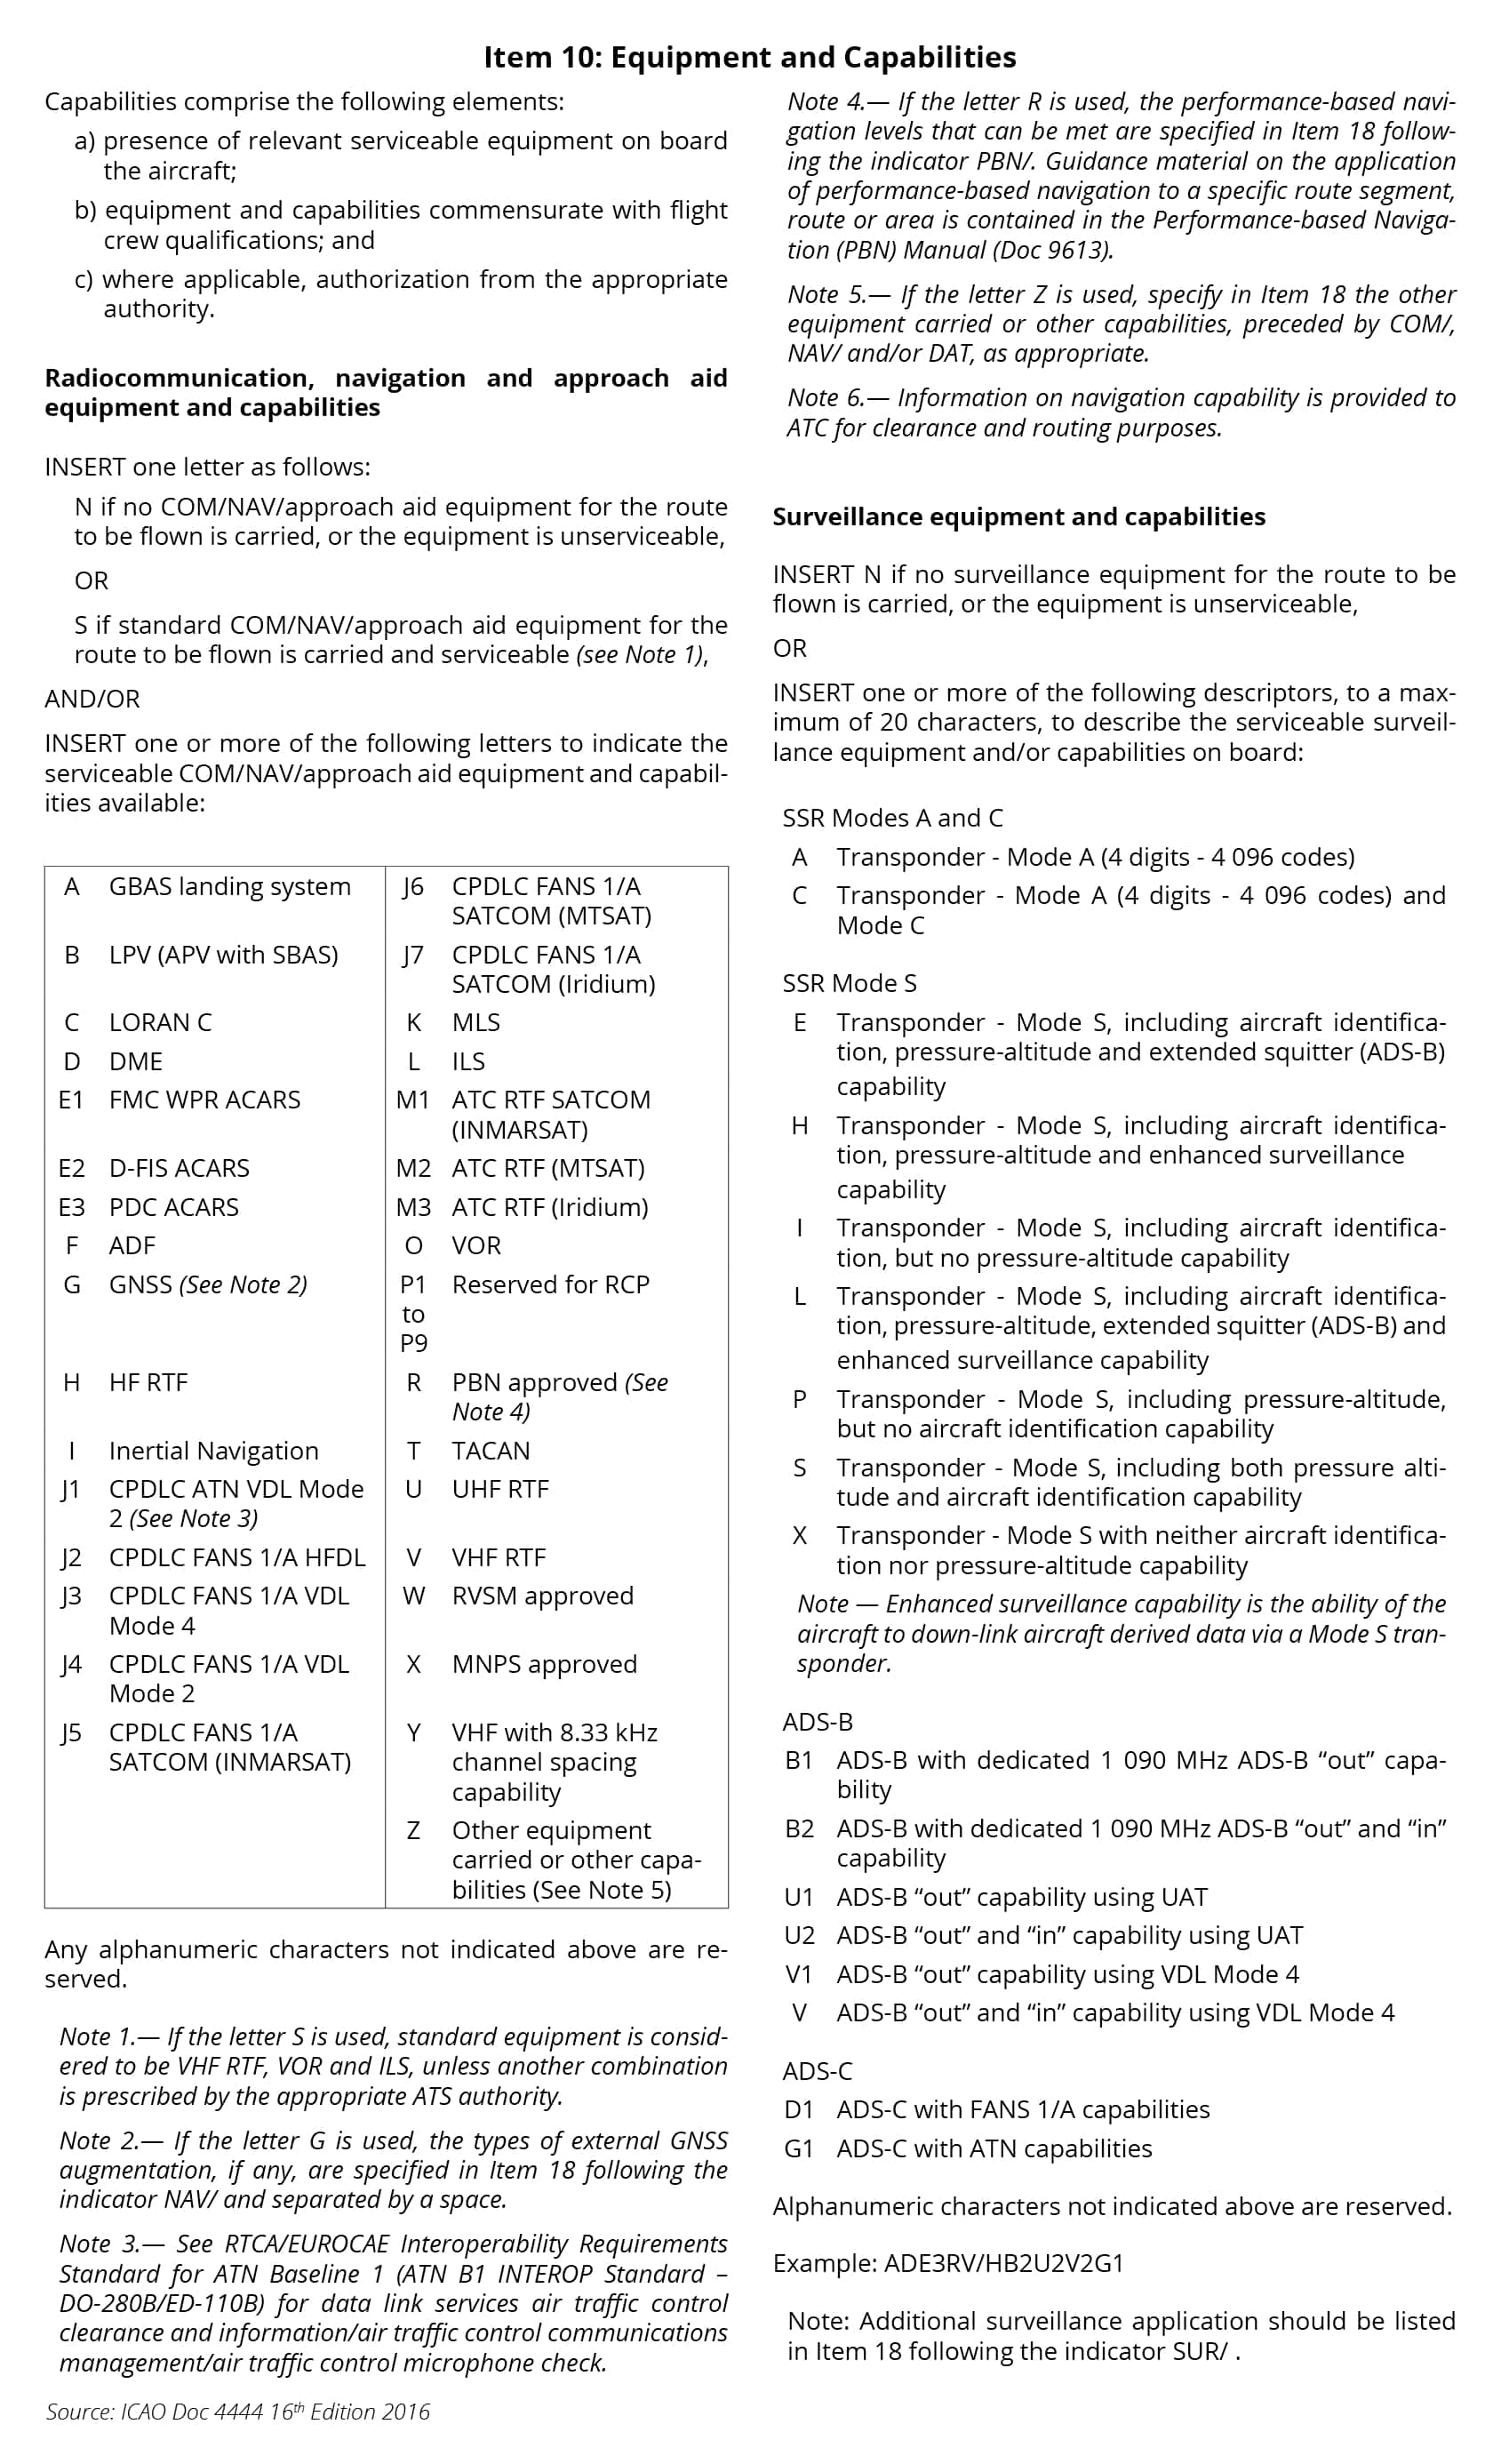 Item 10: Equipment and Capabilities
Capabilities comprise the following elements:
a) presence of relevant serviceable equipment on board
the aircraft;
b) equipment and capabilities commensurate with flight
crew qualifications; and
c) where applicable, authorization from the appropriate
authority.
Radiocommunication, navigation and approach aid
equipment and capabilities
INSERT one letter as follows:
N if no COM/NAV/approach aid equipment for the route
to be flown is carried, or the equipment is unserviceable,
OR
S if standard COM/NAV/approach aid equipment for the
route to be flown is carried and serviceable (see Note 1),
AND/OR
INSERT one or more of the following letters to indicate the
serviceable COM/NAV/approach aid equipment and capabil-
ities available:
A GBAS landing system
B LPV (APV with SBAS)
C LORAN C
D DME
E1 FMC WPR ACARS
E2 D-FIS ACARS
E3 PDC ACARS
F ADF
G GNSS (See Note 2)
H HF RTF
I Inertial Navigation
J1 CPDLC ATN VDL Mode
2 (See Note 3)
J2 CPDLC FANS 1/A HFDL
J3 CPDLC FANS 1/A VDL
Mode 4
J4 CPDLC FANS 1/A VDL
Mode 2
J5 CPDLC FANS 1/A
SATCOM (INMARSAT)
J6 CPDLC FANS 1/A
SATCOM (MTSAT)
J7 CPDLC FANS 1/A
SATCOM (Iridium)
K MLS
L ILS
M1 ATC RTF SATCOM
(INMARSAT)
M2 ATC RTF (MTSAT)
M3 ATC RTF (Iridium)
O VOR
P1 Reserved for RCP
to
P9
R PBN approved (See
Note 4)
T TACAN
U UHF RTF
V VHF RTF
W RVSM approved
X MNPS approved
Y VHF with 8.33 kHz
channel spacing
capability
Z Other equipment
carried or other capa-
bilities (See Note 5)
Any alphanumeric characters not indicated above are re-
served.
Note 1.— If the letter S is used, standard equipment is consid-
ered to be VHF RTF, VOR and ILS, unless another combination
is prescribed by the appropriate ATS authority.
Note 2.— If the letter G is used, the types of external GNSS
augmentation, if any, are specified in Item 18 following the
indicator NAV/ and separated by a space.
Note 3.— See RTCA/EUROCAE Interoperability Requirements
Standard for ATN Baseline 1 (ATN B1 INTEROP Standard –
DO-280B/ED-110B) for data link services air traffic control
clearance and information/air traffic control communications
management/air traffic control microphone check.
Source: ICAO Doc 4444 16th Edition 2016
Note 4.— If the letter R is used, the performance-based navi-
gation levels that can be met are specified in Item 18 follow-
ing the indicator PBN/. Guidance material on the application
of performance-based navigation to a specific route segment,
route or area is contained in the Performance-based Naviga-
tion (PBN) Manual (Doc 9613).
Note 5.— If the letter Z is used, specify in Item 18 the other
equipment carried or other capabilities, preceded by COM/,
NAV/ and/or DAT, as appropriate.
Note 6.— Information on navigation capability is provided to
ATC for clearance and routing purposes.
Surveillance equipment and capabilities
INSERT N if no surveillance equipment for the route to be
flown is carried, or the equipment is unserviceable,
OR
INSERT one or more of the following descriptors, to a max-
imum of 20 characters, to describe the serviceable surveil-
lance equipment and/or capabilities on board:
SSR Modes A and C
A Transponder - Mode A (4 digits - 4 096 codes)
C Transponder - Mode A (4 digits - 4 096 codes) and
Mode C
SSR Mode S
E Transponder - Mode S, including aircraft identifica-
tion, pressure-altitude and extended squitter (ADS-B)
capability
H Transponder - Mode S, including aircraft identifica-
tion, pressure-altitude and enhanced surveillance
capability
I Transponder - Mode S, including aircraft identifica-
tion, but no pressure-altitude capability
L Transponder - Mode S, including aircraft identifica-
tion, pressure-altitude, extended squitter (ADS-B) and
enhanced surveillance capability
P Transponder - Mode S, including pressure-altitude,
but no aircraft identification capability
S Transponder - Mode S, including both pressure alti-
tude and aircraft identification capability
X Transponder - Mode S with neither aircraft identifica-
tion nor pressure-altitude capability
Note — Enhanced surveillance capability is the ability of the
aircraft to down-link aircraft derived data via a Mode S tran-
sponder.
ADS-B
B1 ADS-B with dedicated 1 090 MHz ADS-B “out” capa-
bility
B2 ADS-B with dedicated 1 090 MHz ADS-B “out” and “in”
capability
U1 ADS-B “out” capability using UAT
U2 ADS-B “out” and “in” capability using UAT
V1 ADS-B “out” capability using VDL Mode 4
V ADS-B “out” and “in” capability using VDL Mode 4
ADS-C
D1 ADS-C with FANS 1/A capabilities
G1 ADS-C with ATN capabilities
Alphanumeric characters not indicated above are reserved.
Example: ADE3RV/HB2U2V2G1
Note: Additional surveillance application should be listed
in Item 18 following the indicator SUR/ .